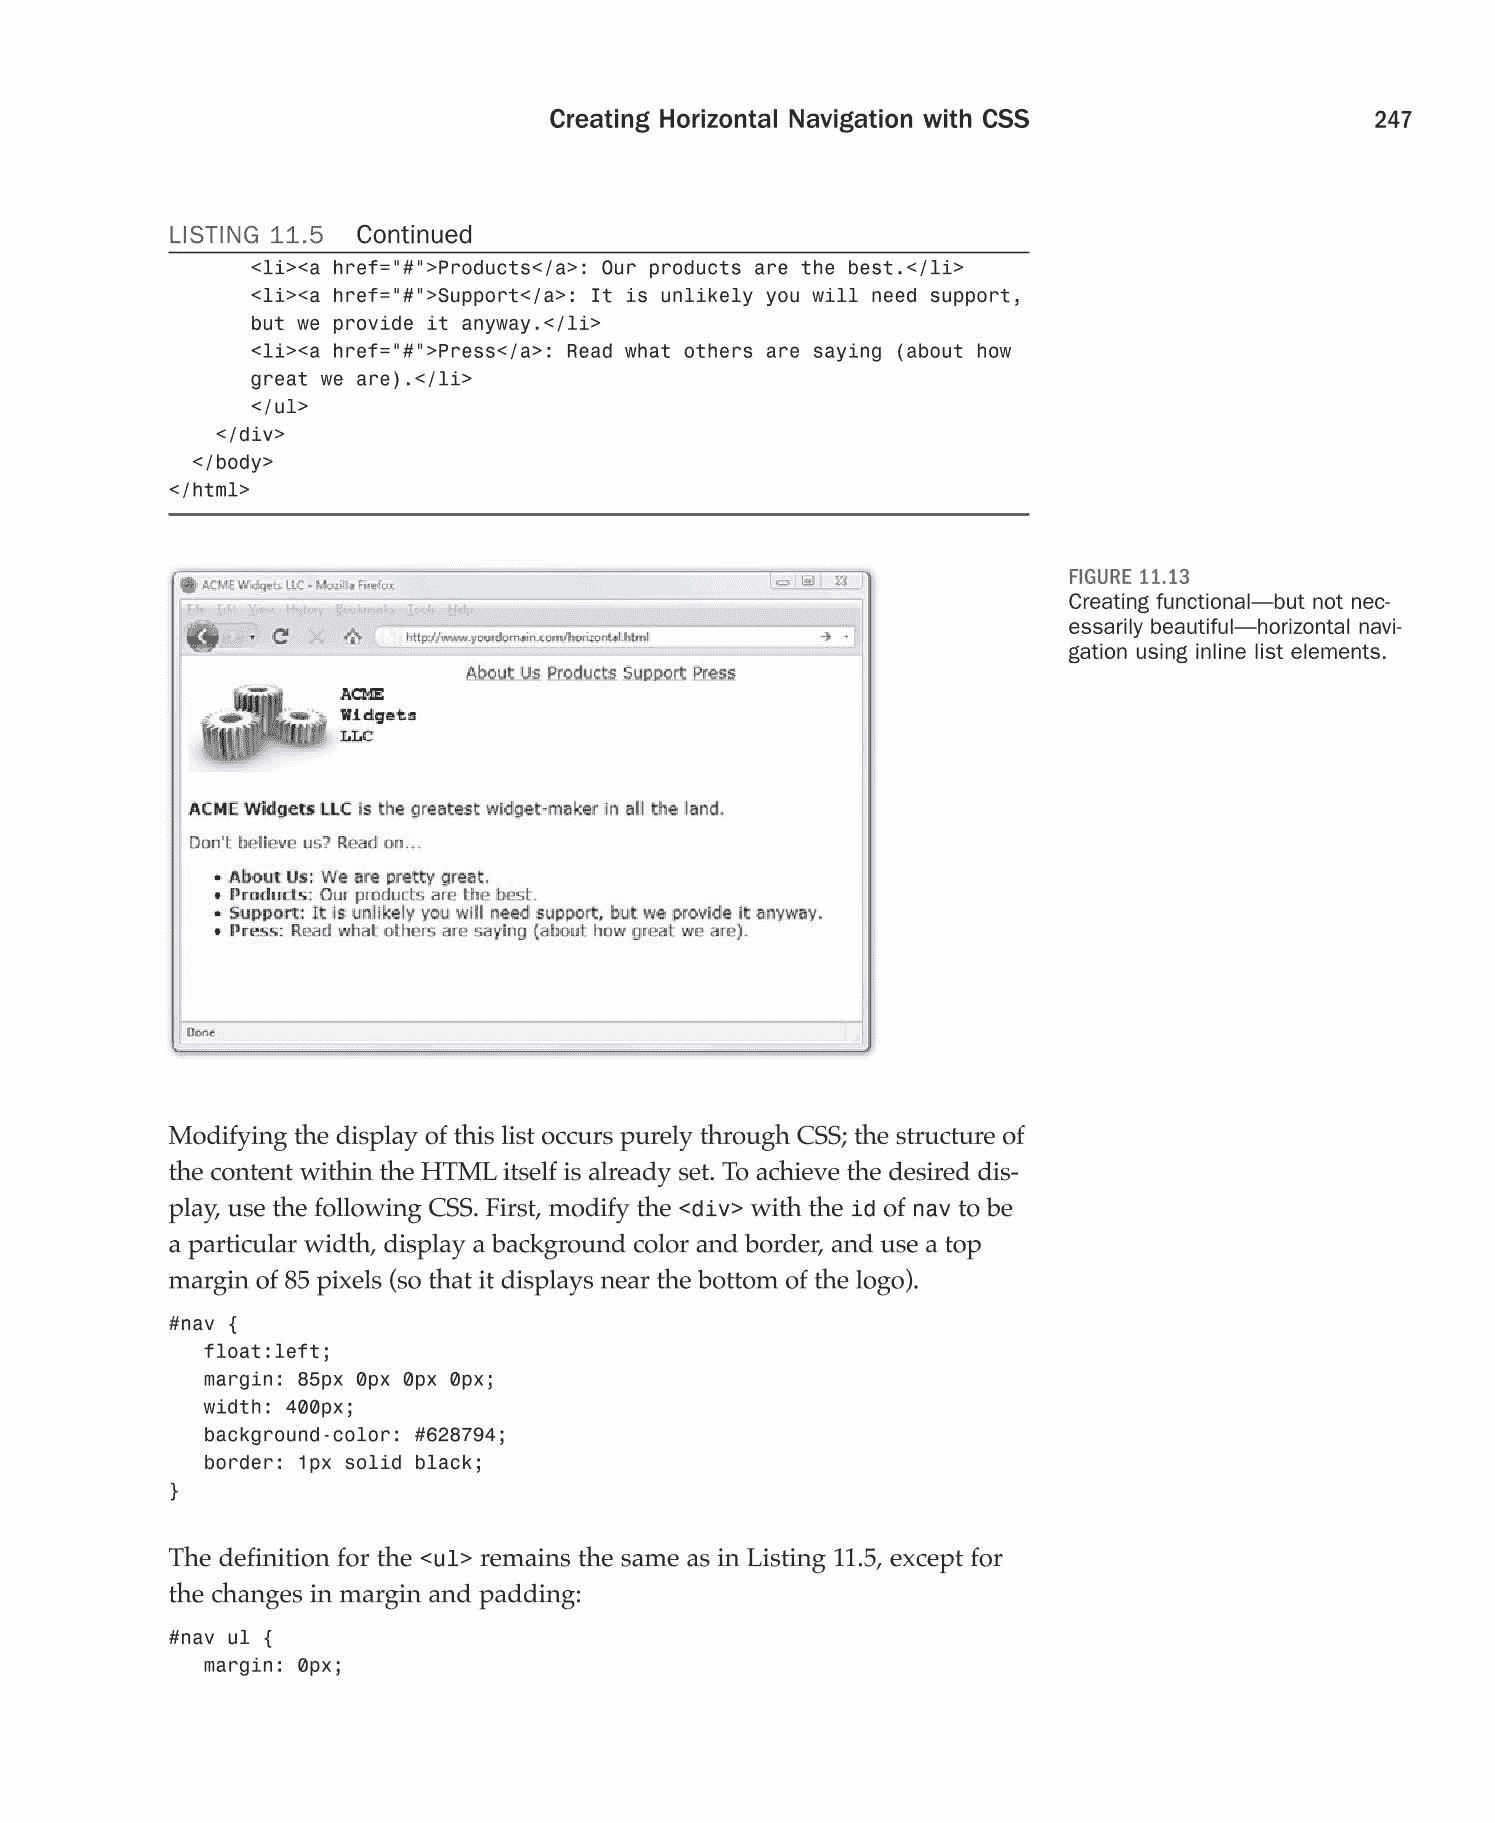 Creating Horizontal Navigation with CSS 247
LISTING 11.5 Continued
<li><a href="#">Products</a>: Our products are the best.</li>
<li><a href="#">Support</a>: It is unlikely you will need support,
but we provide it anyway.</li>
<li><a href="#">Press</a>: Read what others are saying (about how
great we are).</li>
</ul>
</div>
</body>
</html>
ACME Widgets LLC - Mozilla Firefox
File Edit View History Bookmarks Tools Help
http://www.yourdomain.com/horizontal.html
About Us Products Support Press
ACME
Widgets
LLC
ACME Widgets LLC is the greatest widget-maker in all the land.
Don't believe us? Read on...
• About Us: We are pretty great.
• Products: Our products are the best.
• Support: It is unlikely you will need support, but we provide it anyway.
• Press: Read what others are saying (about how great we are).
Done
FIGURE 11.13
Creating functional—but not nec-
essarily beautiful—horizontal navi-
gation using inline list elements.
Modifying the display of this list occurs purely through CSS; the structure of
the content within the HTML itself is already set. To achieve the desired dis-
play, use the following CSS. First, modify the <div> with the id of nav to be
a particular width, display a background color and border, and use a top
margin of 85 pixels (so that it displays near the bottom of the logo).
#nav {
float:left;
margin: 85px 0px 0px 0px;
width: 400px;
background-color: #628794;
border: 1px solid black;
}
The definition for the <ul> remains the same as in Listing 11.5, except for
the changes in margin and padding:
#nav ul {
margin: 0px;